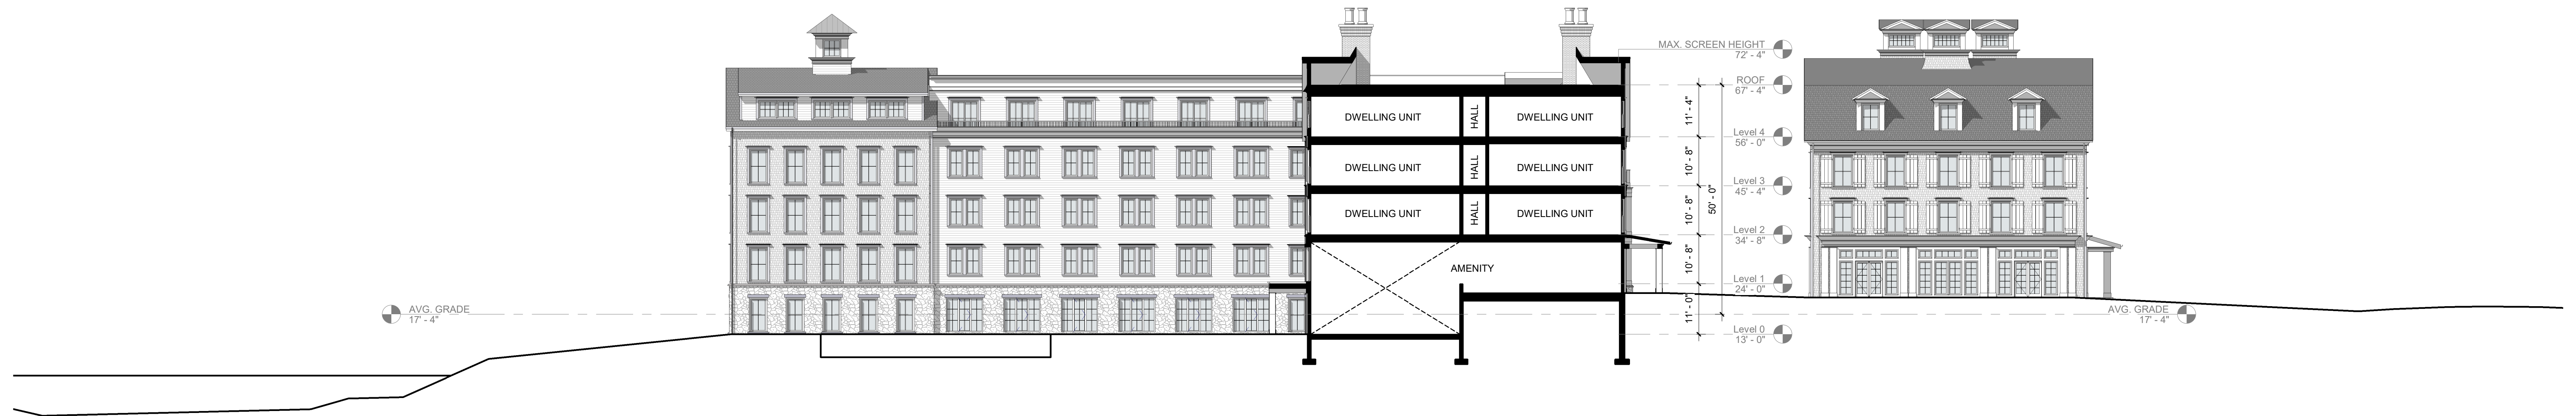 MAX. SCREEN HEIGHT
72' - 4"
ROOF
67' - 4"
11' - 4"
DWELLING UNIT
HALL
DWELLING UNIT
Level 4
56' - 0"
10' - 8"
DWELLING UNIT
HALL
DWELLING UNIT
Level 3
45' - 4"
50' - 0"
10' - 8"
DWELLING UNIT
HALL
DWELLING UNIT
Level 2
34' - 8"
10' - 8"
AMENITY
Level 1
24' - 0"
11' - 0"
AVG. GRADE
17' - 4"
AVG. GRADE
17' - 4"
Level 0
13' - 0"